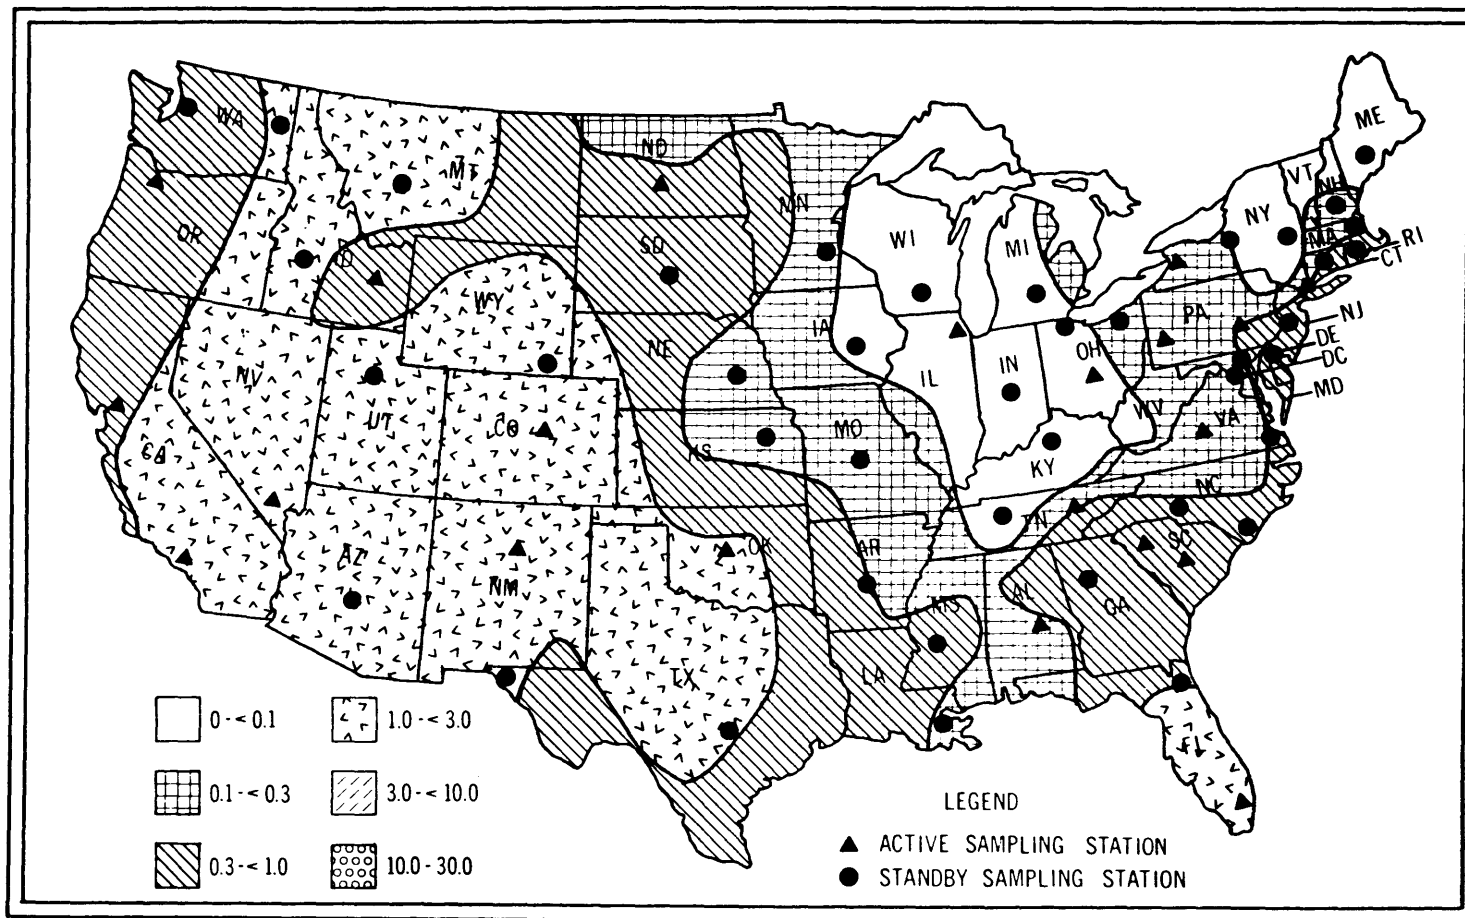 ME
WA
VT
NH
ND
MT
MN
NY
OR
WI
MA
RI
SD
MI
CT
ID
WY
PA
IA
NJ
NE
OH
DE
IN
DC
NV
IL
MD
UT
CO
WV
VA
MO
CA
KS
KY
NC
TN
OK
AR
SC
AZ
NM
AL
MS
GA
TX
LA
FL
0 - < 0.1
1.0 - < 3.0
0.1 - < 0.3
3.0 - < 10.0
0.3 - < 1.0
10.0 - 30.0
LEGEND
ACTIVE SAMPLING STATION
STANDBY SAMPLING STATION